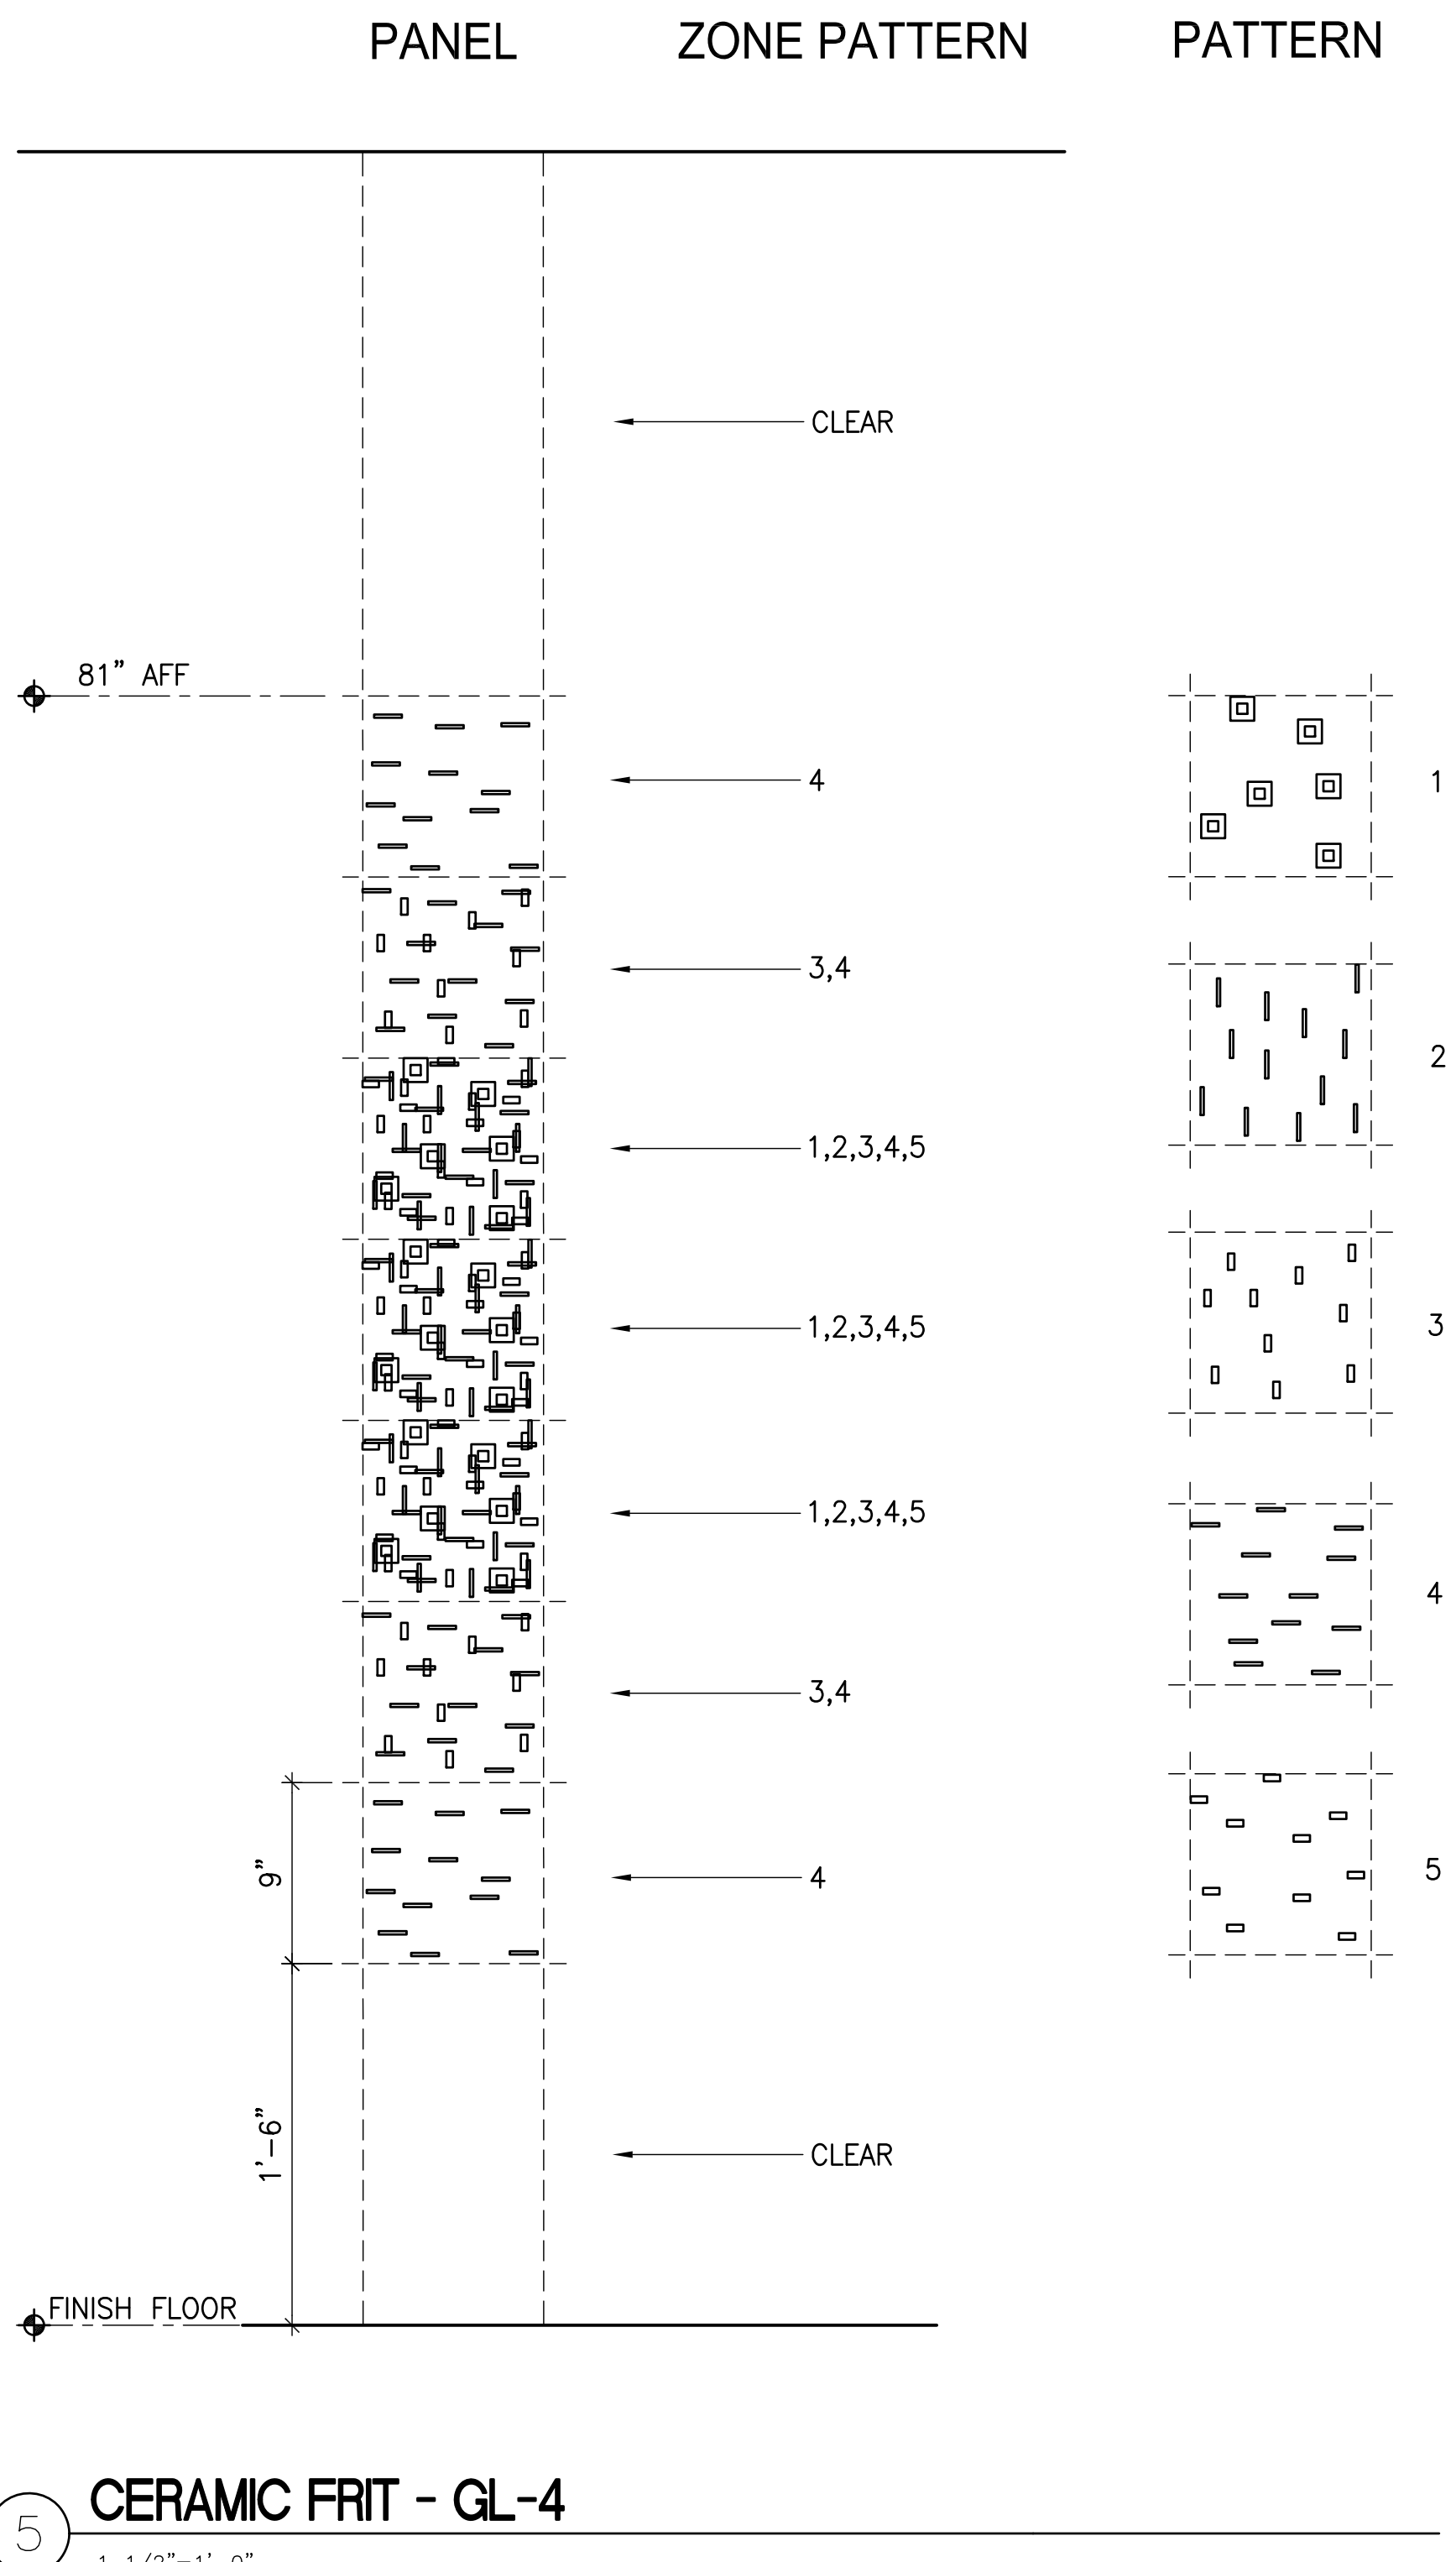 PANEL ZONE PATTERN PATTERN
CLEAR
81" AFF
4
1
3,4
2
1,2,3,4,5
1,2,3,4,5
3
1,2,3,4,5
4
3,4
9"
4
5
1'-6"
CLEAR
FINISH FLOOR
CERAMIC FRIT - GL-4
5